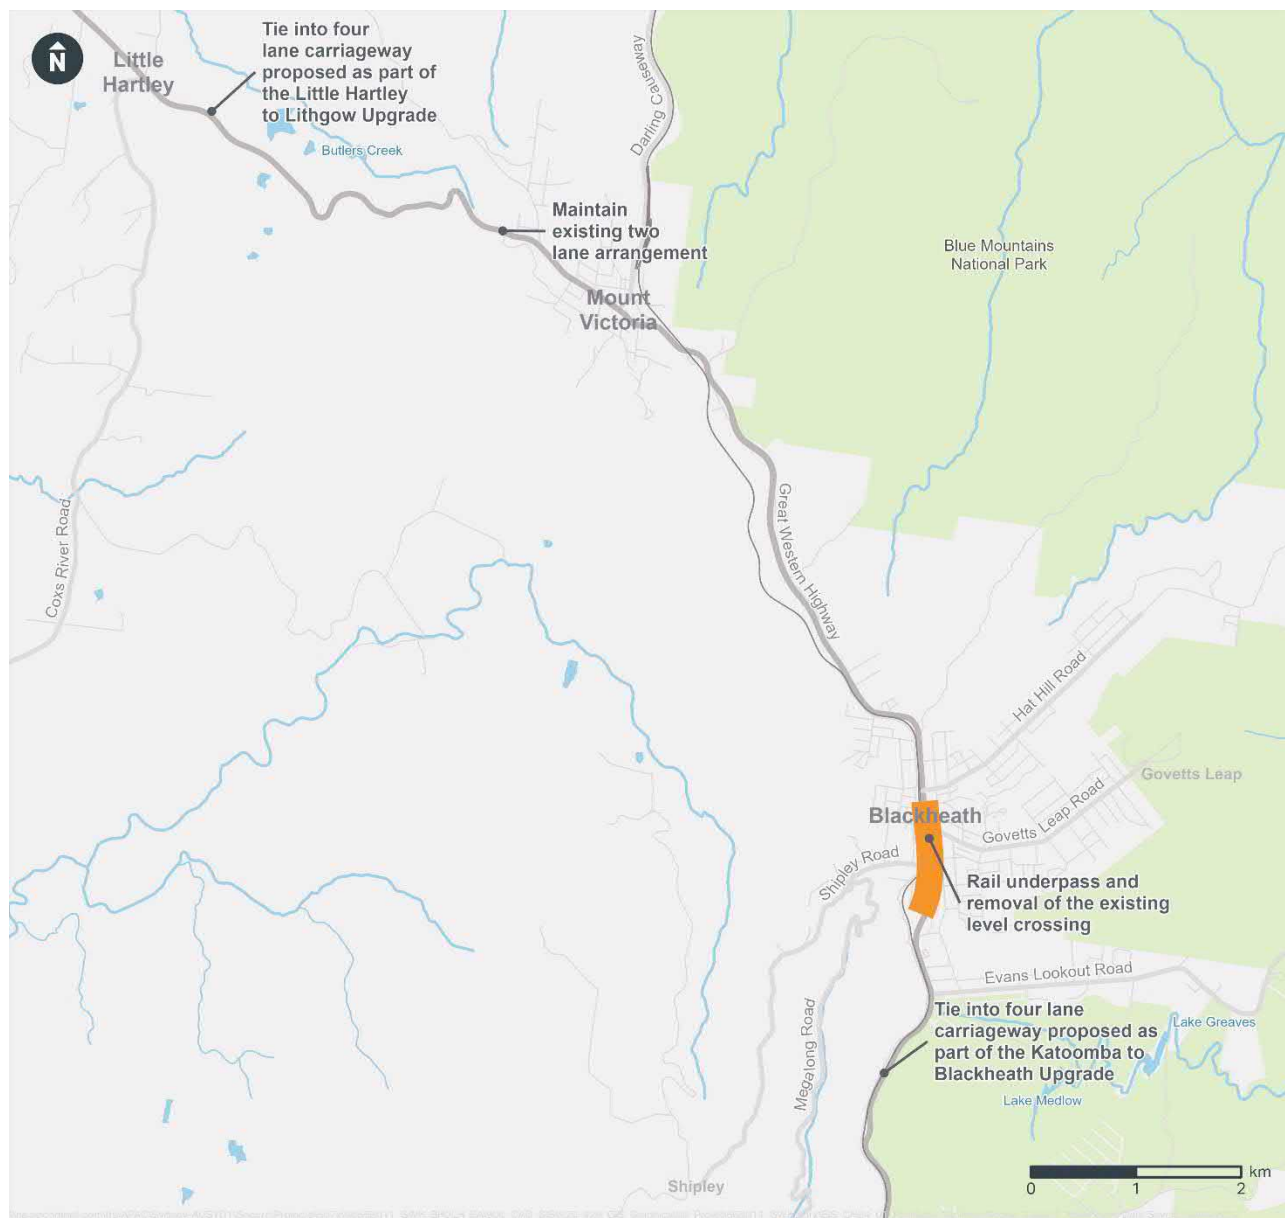 N
Little
Hartley
Tie into four
lane carriageway
proposed as part of
the Little Hartley
to Lithgow Upgrade
Darling Causeway
Butlers Creek
Maintain
existing two
lane arrangement
Blue Mountains
National Park
Mount
Victoria
Great Western Highway
Coxs River Road
Hat Hill Road
Govetts Leap
Blackheath
Govetts Leap Road
Shipley Road
Rail underpass and
removal of the existing
level crossing
Evans Lookout Road
Tie into four lane
carriageway proposed as
part of the Katoomba to
Blackheath Upgrade
Lake Greaves
Megalong Road
Lake Medlow
Shipley
km
0 1 2